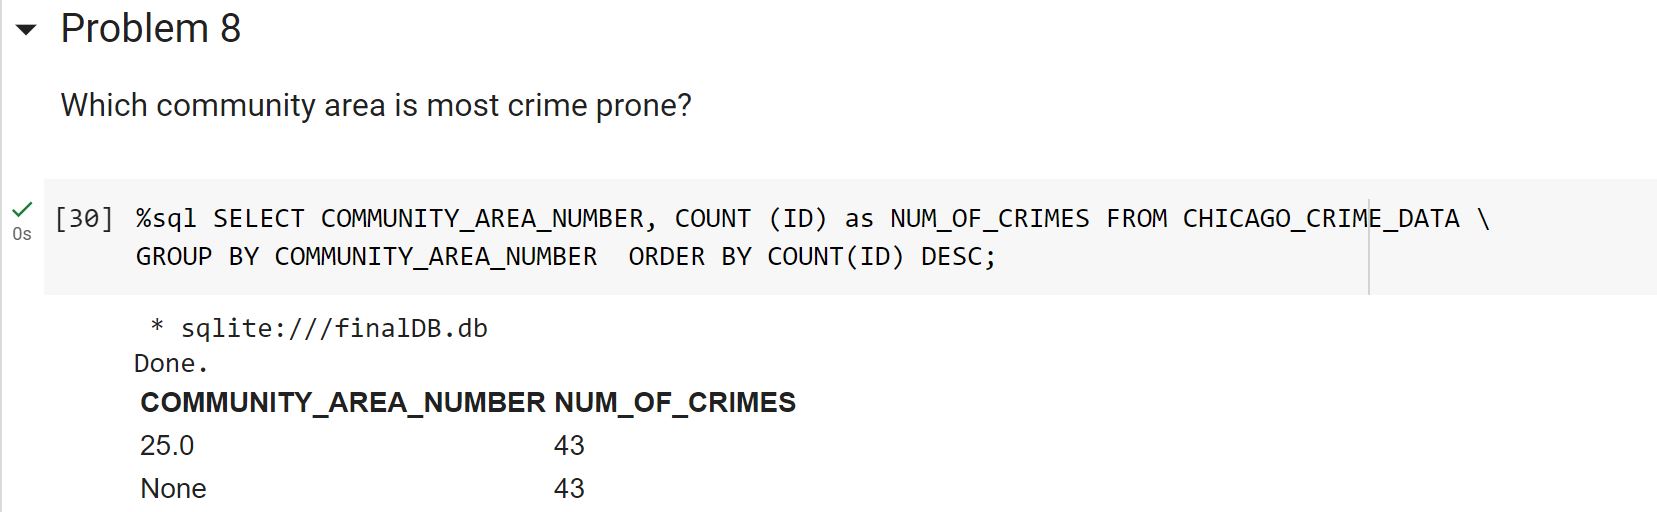 Problem 8
Which community area is most crime prone?
[30] %sql SELECT COMMUNITY_AREA_NUMBER, COUNT (ID) as NUM_OF_CRIMES FROM CHICAGO_CRIME_DATA \
0s
GROUP BY COMMUNITY_AREA_NUMBER  ORDER BY COUNT(ID) DESC;
* sqlite:///finalDB.db
Done.
COMMUNITY_AREA_NUMBER NUM_OF_CRIMES
25.0 43
None 43